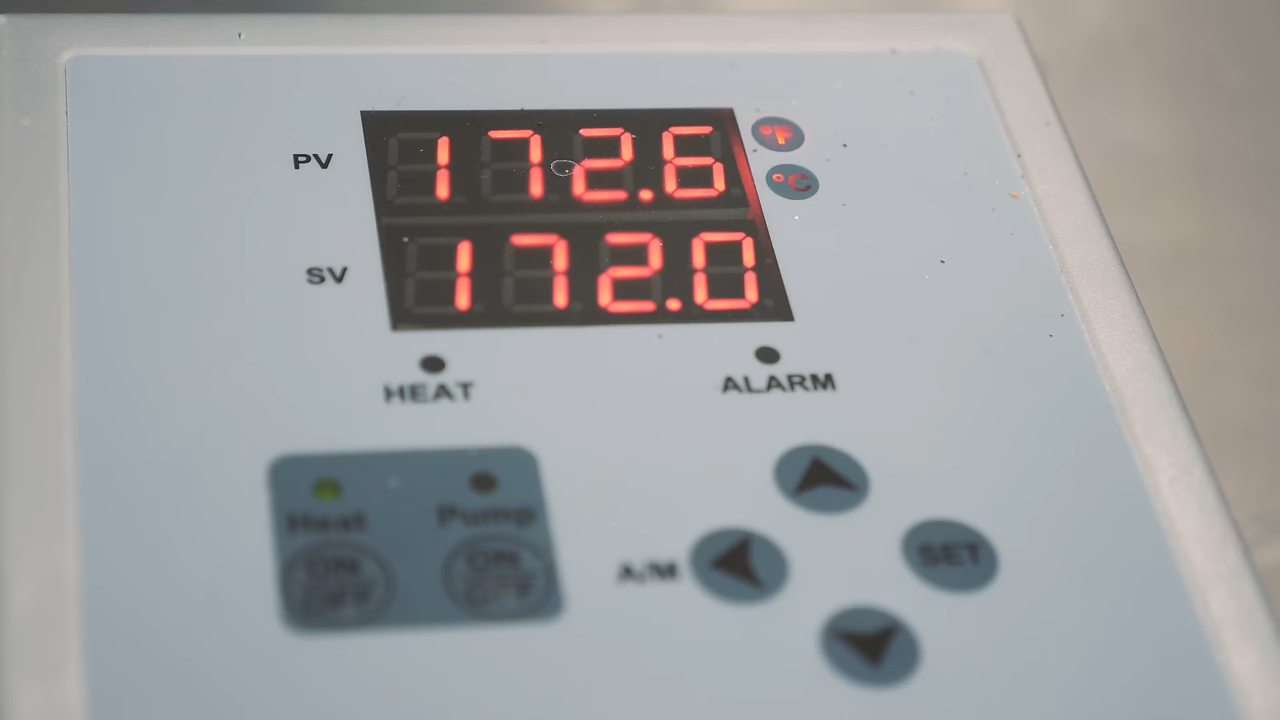 PV 172.6 °F
°C
SV 172.0
HEAT ALARM
Heat Pump
ON ON
OFF OFF
A/M SET